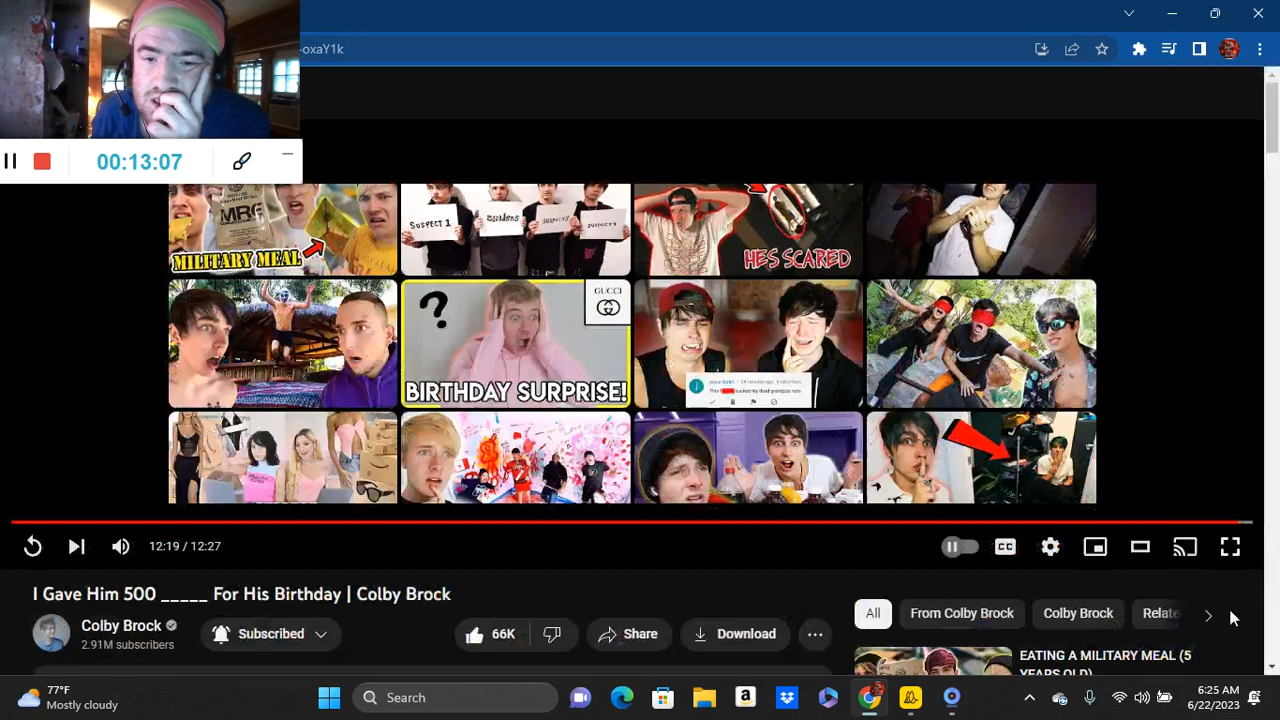 -oxaY1k
00:13:07
MRE
MILITARY MEAL
SUSPECT 1
SUSPECT
HES SCARED
?
GUCCI
BIRTHDAY SURPRISE!
12:19 / 12:27
CC
I Gave Him 500 _____ For His Birthday | Colby Brock
Colby Brock
2.91M subscribers
Subscribed
66K
Share
Download
All
From Colby Brock
Colby Brock
Relate
EATING A MILITARY MEAL (5
YEARS OLD)
77°F
Mostly cloudy
Search
6:25 AM
6/22/2023